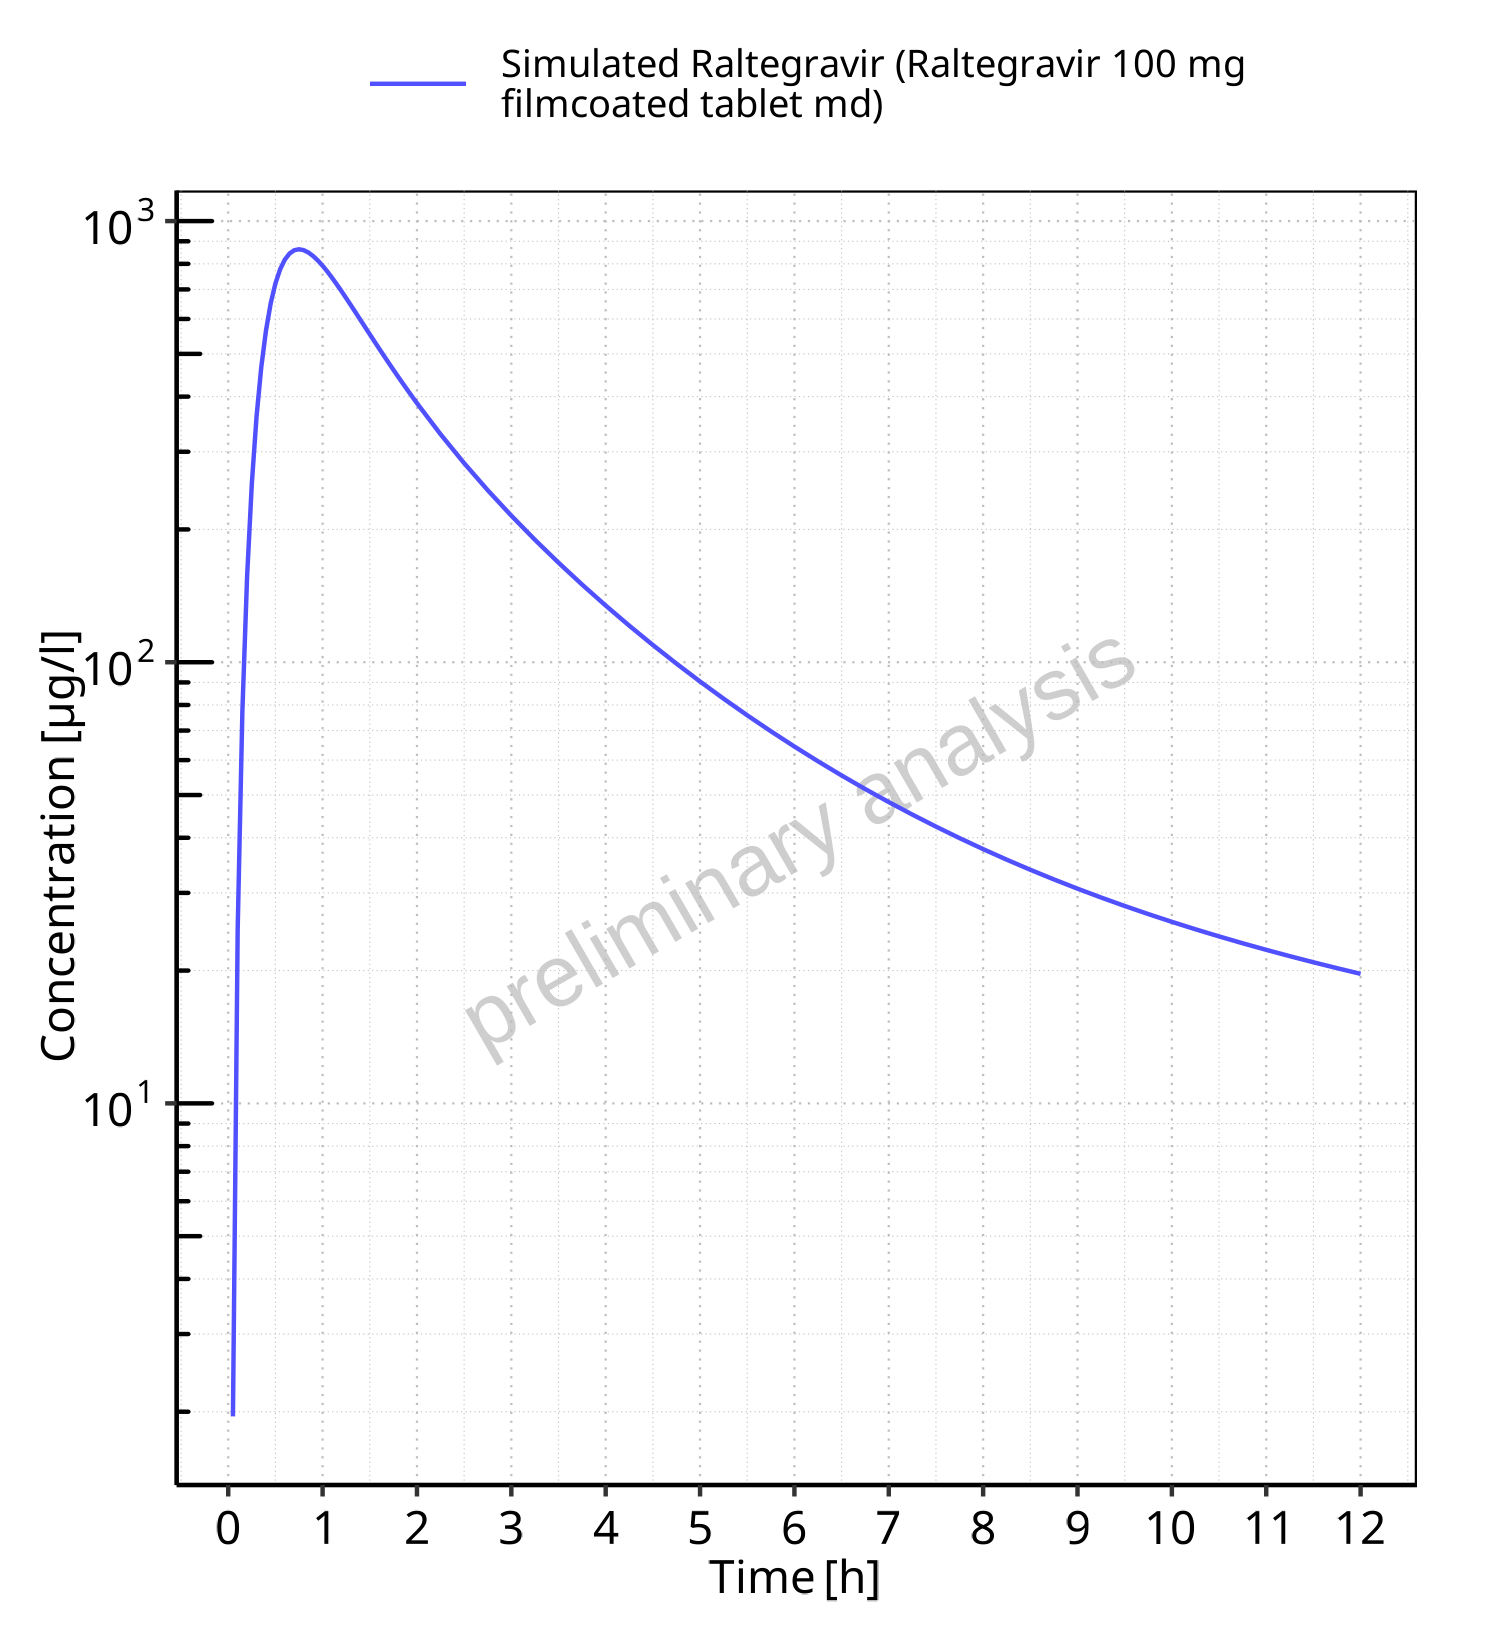 Simulated Raltegravir (Raltegravir 100 mg
filmcoated tablet md)
10³
10²
10¹
Concentration [µg/l]
preliminary analysis
0 1 2 3 4 5 6 7 8 9 10 11 12
Time [h]